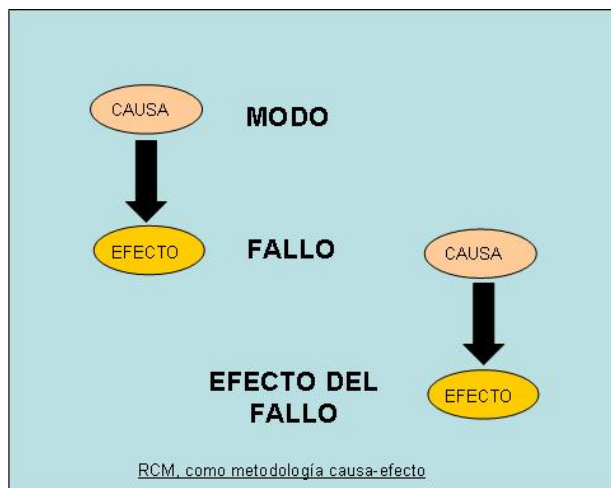 CAUSA
MODO
EFECTO
FALLO
CAUSA
EFECTO DEL
FALLO
EFECTO
RCM, como metodología causa-efecto